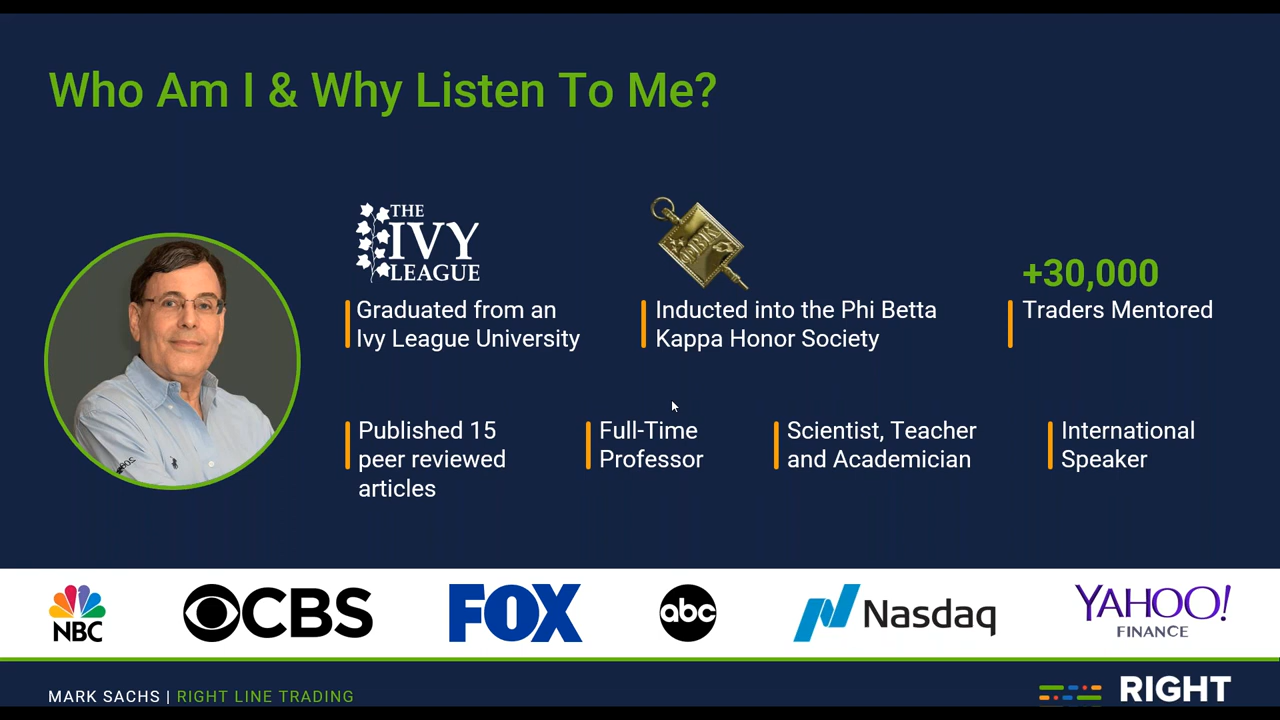 Who Am I & Why Listen To Me?
THE
IVY
LEAGUE
Graduated from an
Ivy League University
ΦBK
Inducted into the Phi Betta
Kappa Honor Society
+30,000
Traders Mentored
Published 15
peer reviewed
articles
Full-Time
Professor
Scientist, Teacher
and Academician
International
Speaker
NBC
CBS
FOX
abc
Nasdaq
YAHOO!
FINANCE
MARK SACHS | RIGHT LINE TRADING
RIGHT